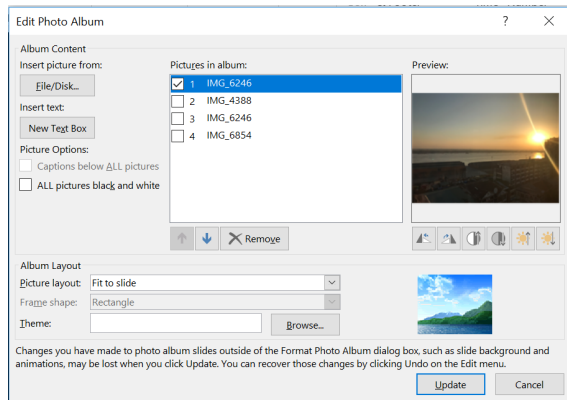 Edit Photo Album ?
Album Content
Insert picture from:
Pictures in album:
Preview:
File/Disk...
1 IMG_6246
2 IMG_4388
3 IMG_6246
4 IMG_6854
Insert text:
New Text Box
Picture Options:
Captions below ALL pictures
ALL pictures black and white
Remove
Album Layout
Picture layout: Fit to slide
Frame shape: Rectangle
Theme:
Browse...
Changes you have made to photo album slides outside of the Format Photo Album dialog box, such as slide background and
animations, may be lost when you click Update. You can recover those changes by clicking Undo on the Edit menu.
Update Cancel